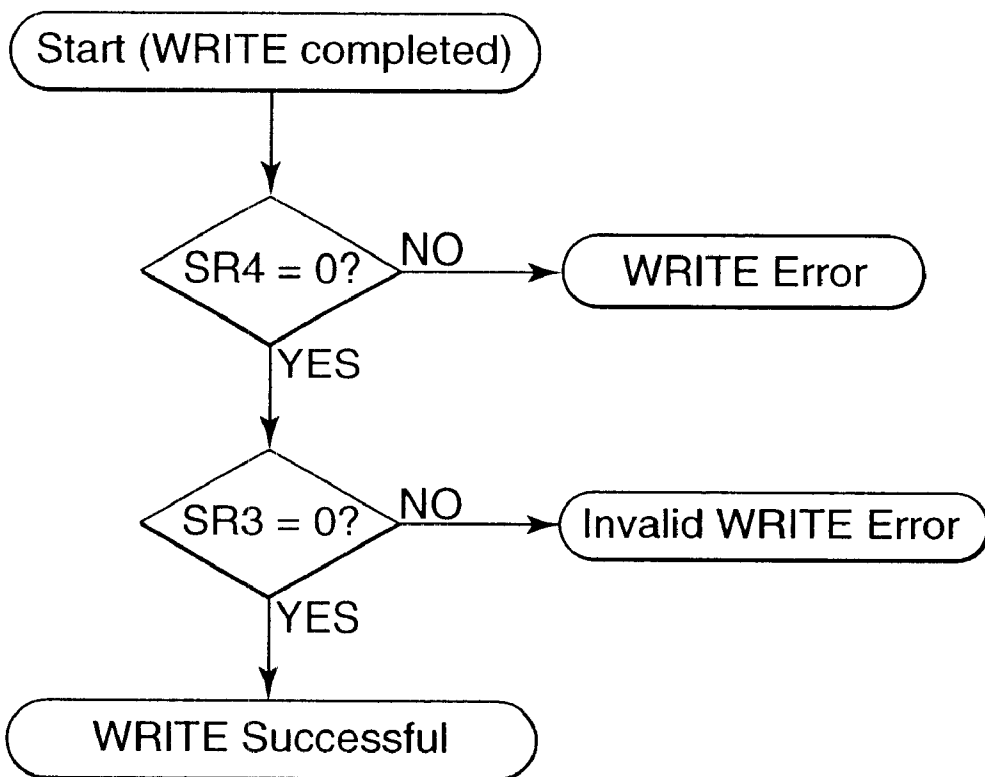 Start (WRITE completed)
SR4 = 0?
NO
WRITE Error
YES
SR3 = 0?
NO
Invalid WRITE Error
YES
WRITE Successful